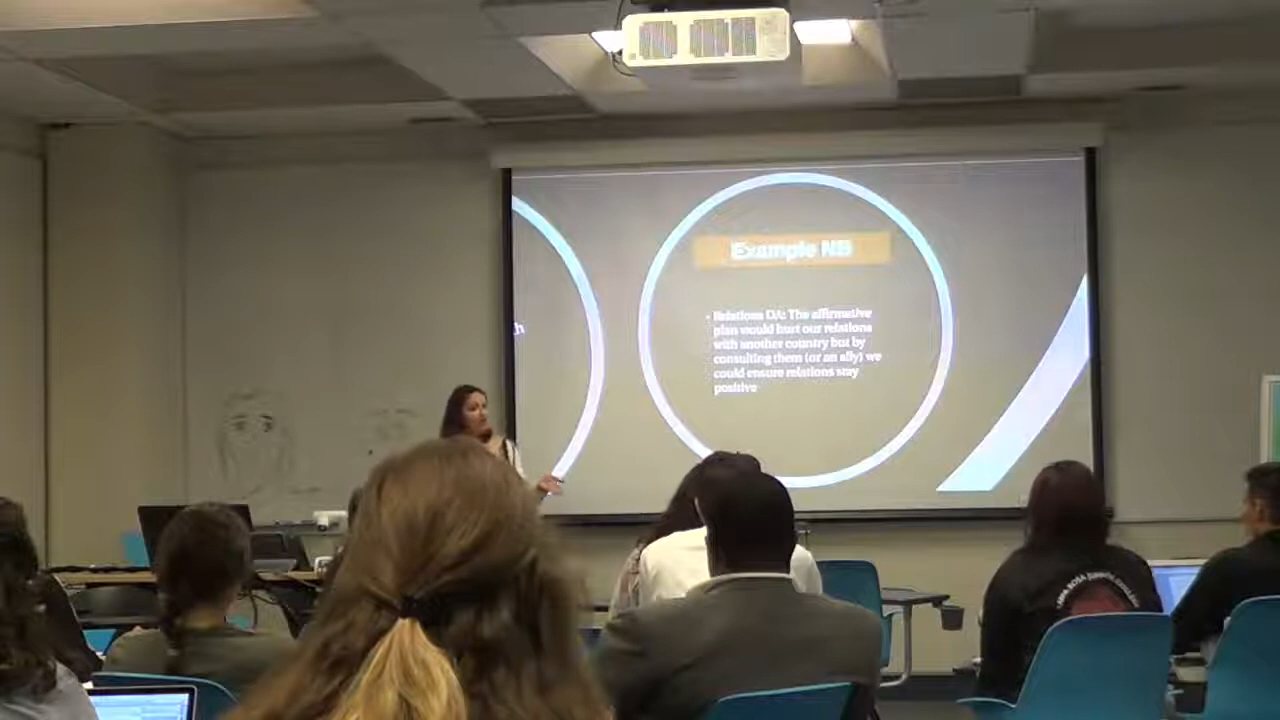 Example NB
• Relations DA: The affirmative
plan would hurt our relations
with another country but by
consulting them (or an ally) we
could ensure relations stay
positive
h